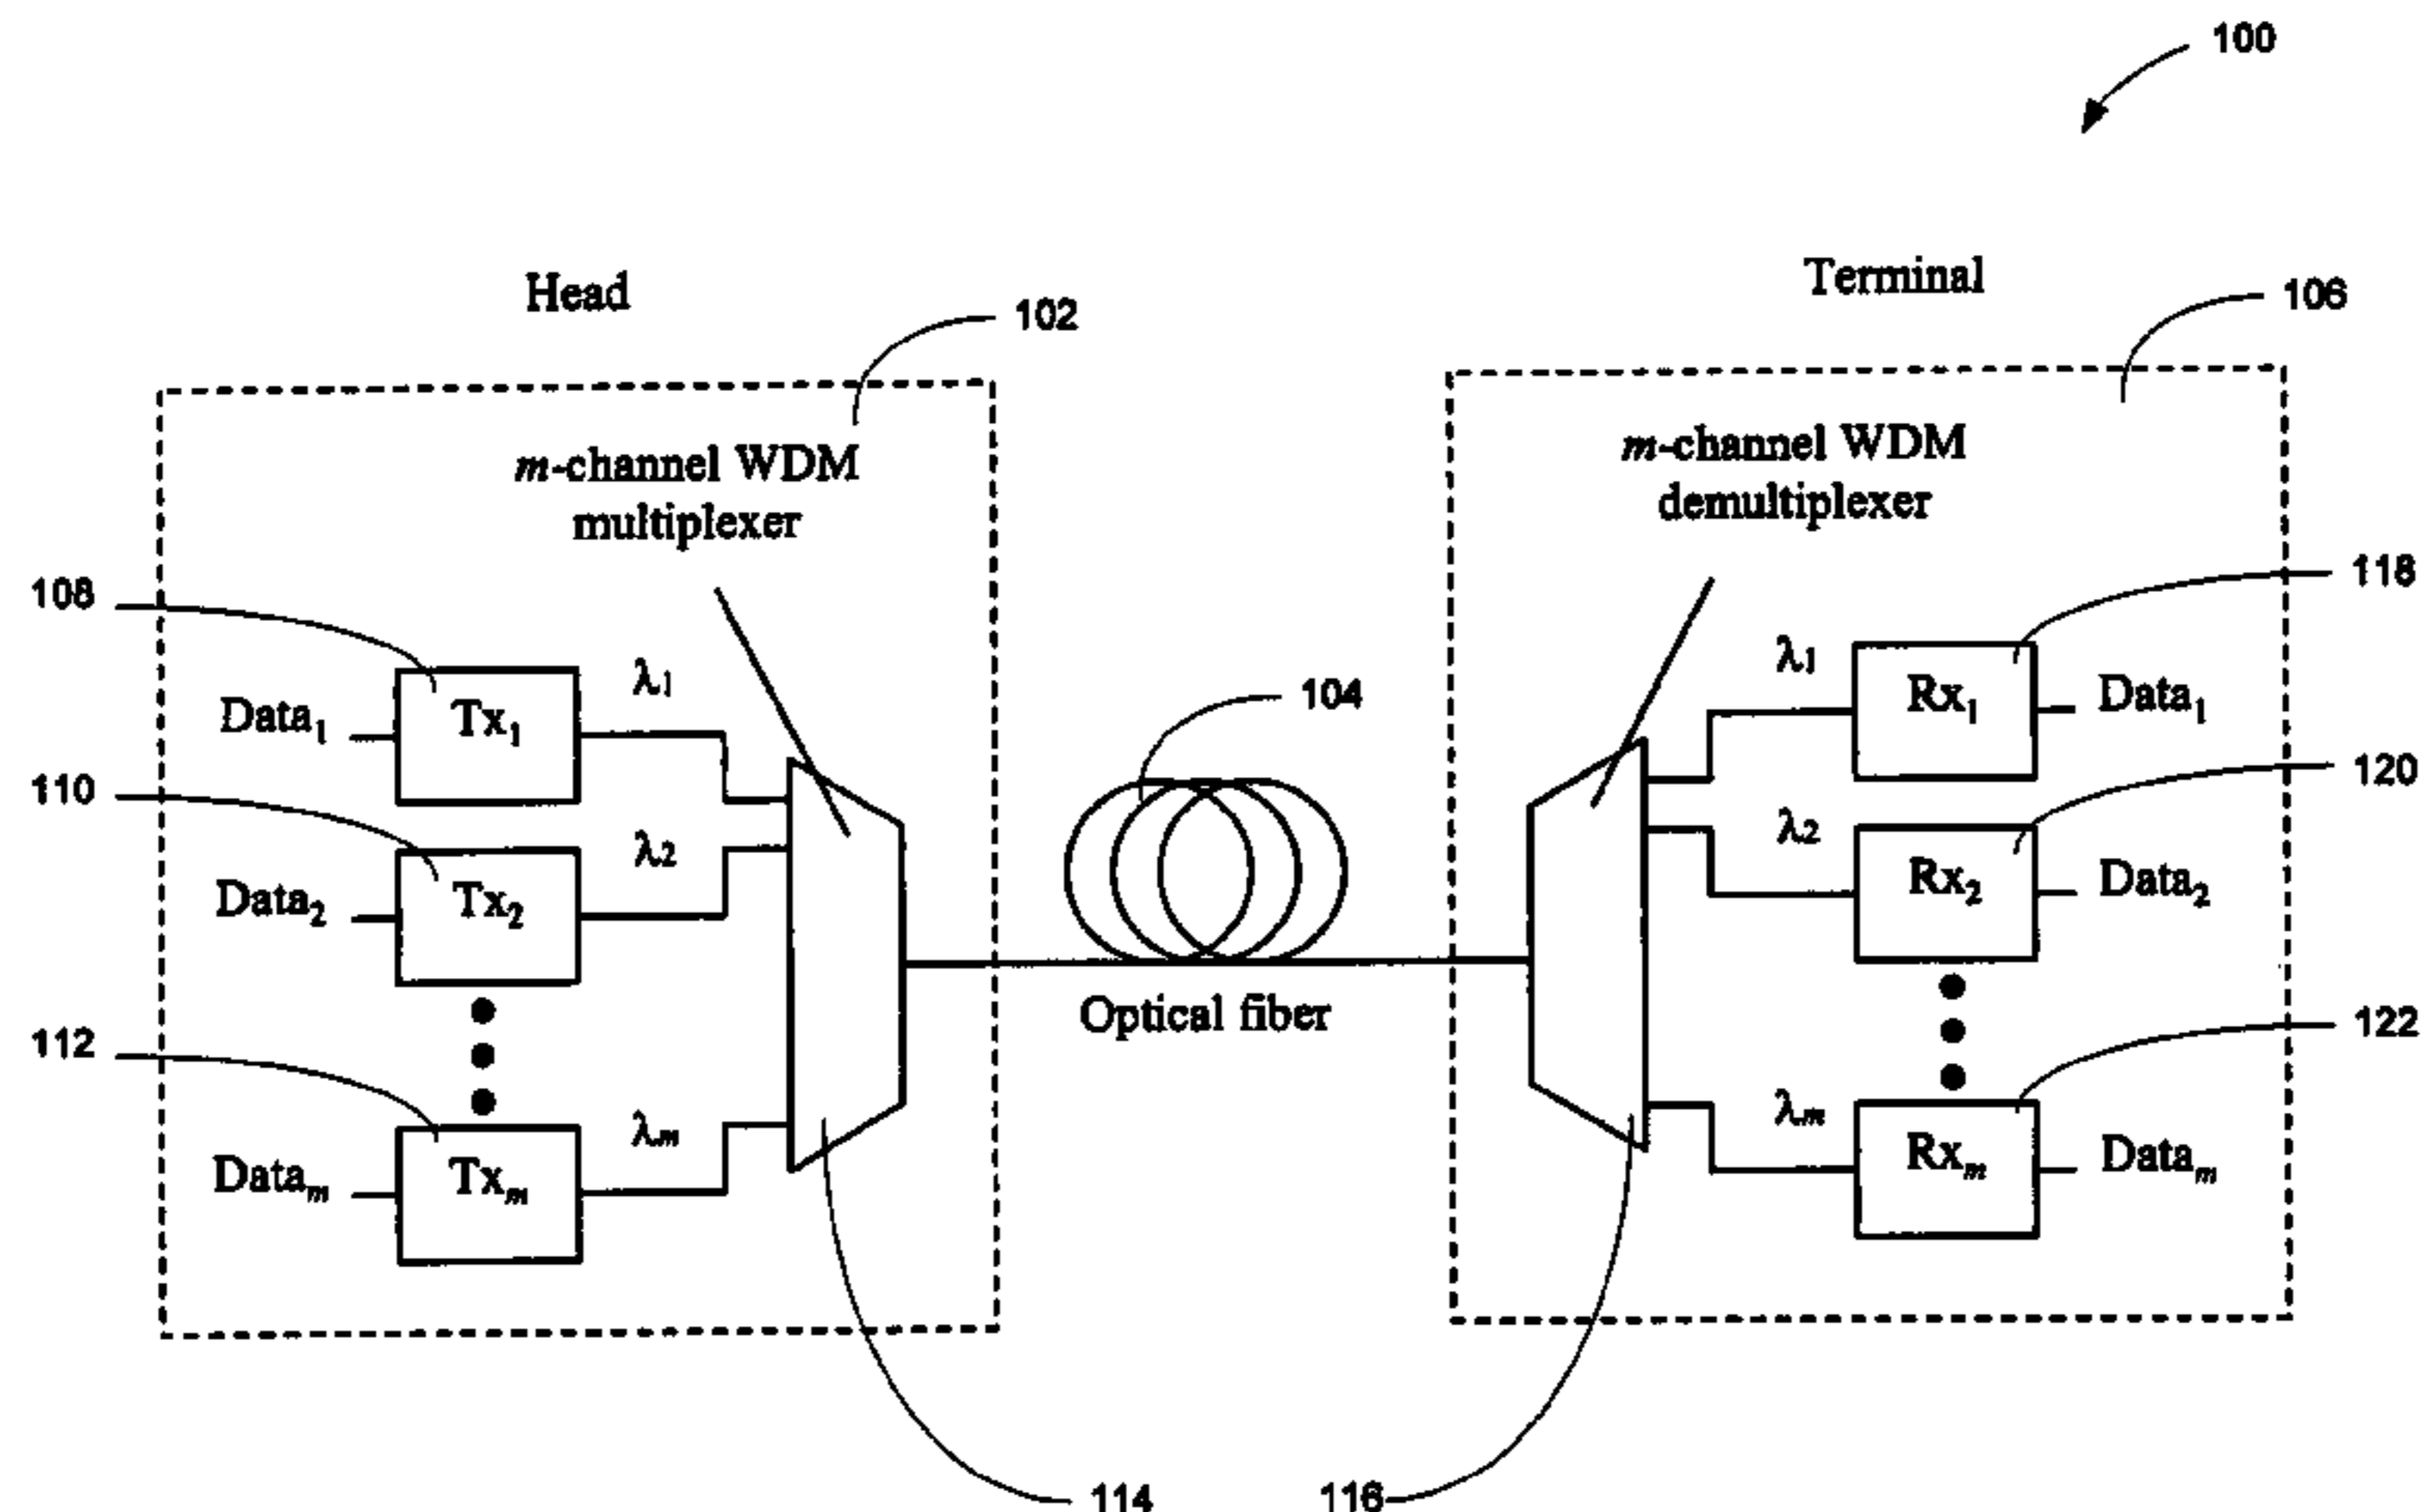 100
Head
Terminal
102
106
m-channel WDM
multiplexer
m-channel WDM
demultiplexer
108
118
λ1
λ1
Data1
Tx1
104
Rx1
Data1
110
120
λ2
λ2
Data2
Tx2
Rx2
Data2
Optical fiber
112
122
λm
λm
Datam
Txm
Rxm
Datam
114
116